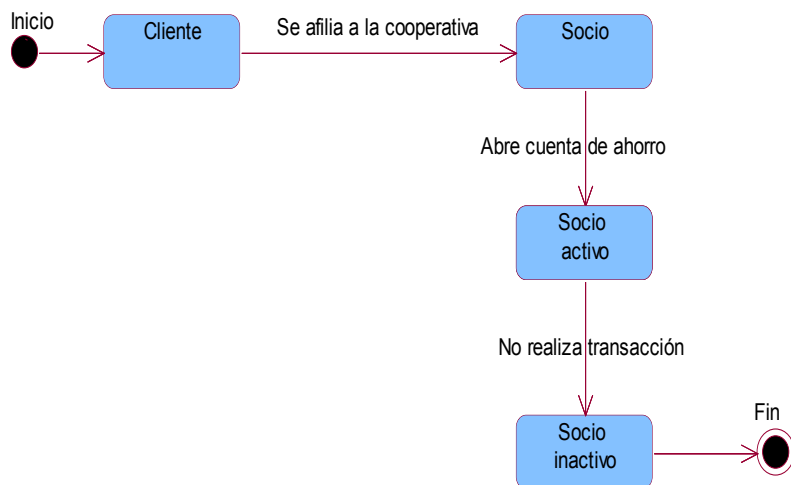 Inicio
Cliente
Se afilia a la cooperativa
Socio
Abre cuenta de ahorro
Socio
activo
No realiza transacción
Socio
inactivo
Fin